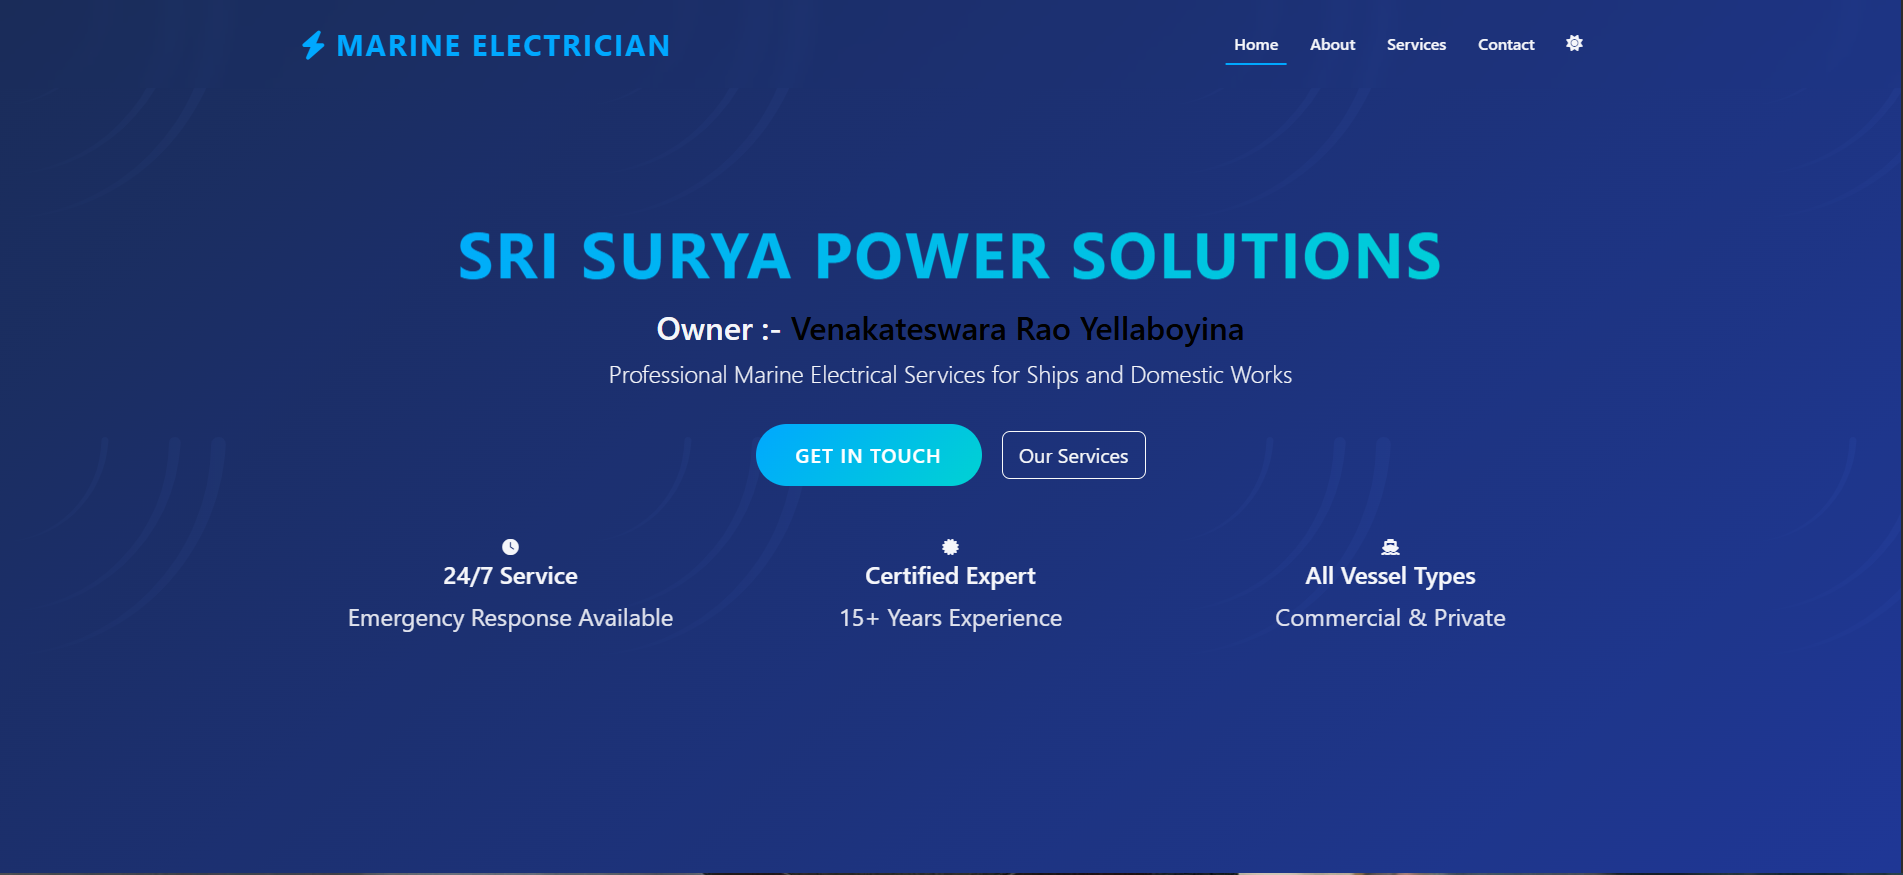 MARINE ELECTRICIAN
Home About Services Contact
SRI SURYA POWER SOLUTIONS
Owner :- Venakateswara Rao Yellaboyina
Professional Marine Electrical Services for Ships and Domestic Works
GET IN TOUCH
Our Services
24/7 Service
Emergency Response Available
Certified Expert
15+ Years Experience
All Vessel Types
Commercial & Private